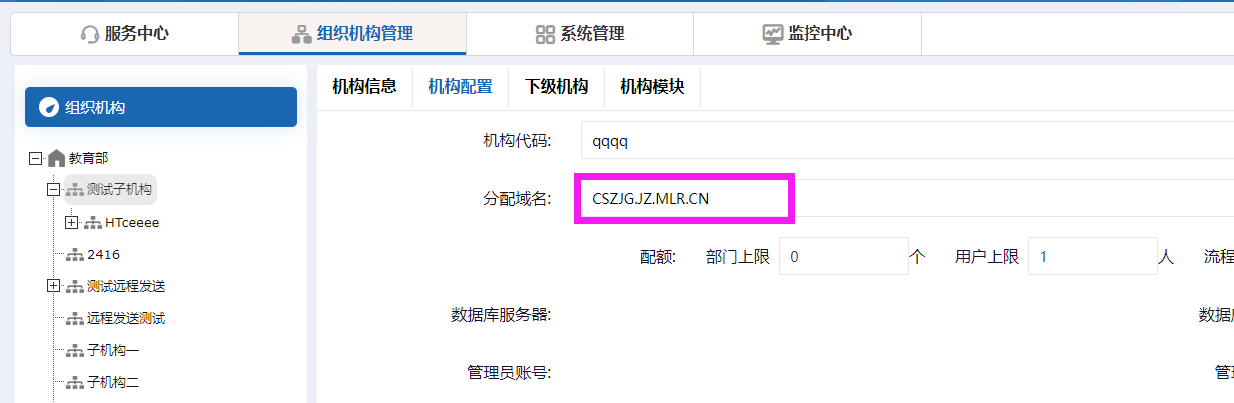 服务中心 组织机构管理 系统管理 监控中心
组织机构
教育部
测试子机构
HTceeee
2416
测试远程发送
远程发送测试
子机构一
子机构二
机构信息 机构配置 下级机构 机构模块
机构代码: qqqq
分配域名: CSZJG.JZ.MLR.CN
配额: 部门上限 0 个 用户上限 1 人 流程
数据库服务器: 数据
管理员账号: 管